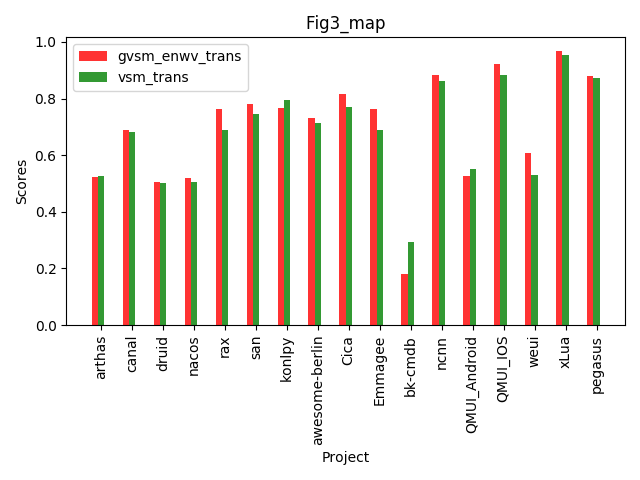 Fig3_map
gvsm_enwv_trans
vsm_trans
Scores
1.0
0.8
0.6
0.4
0.2
0.0
arthas
canal
druid
nacos
rax
san
konlpy
awesome-berlin
Cica
Emmagee
bk-cmdb
ncnn
QMUI_Android
QMUI_IOS
weui
xLua
pegasus
Project